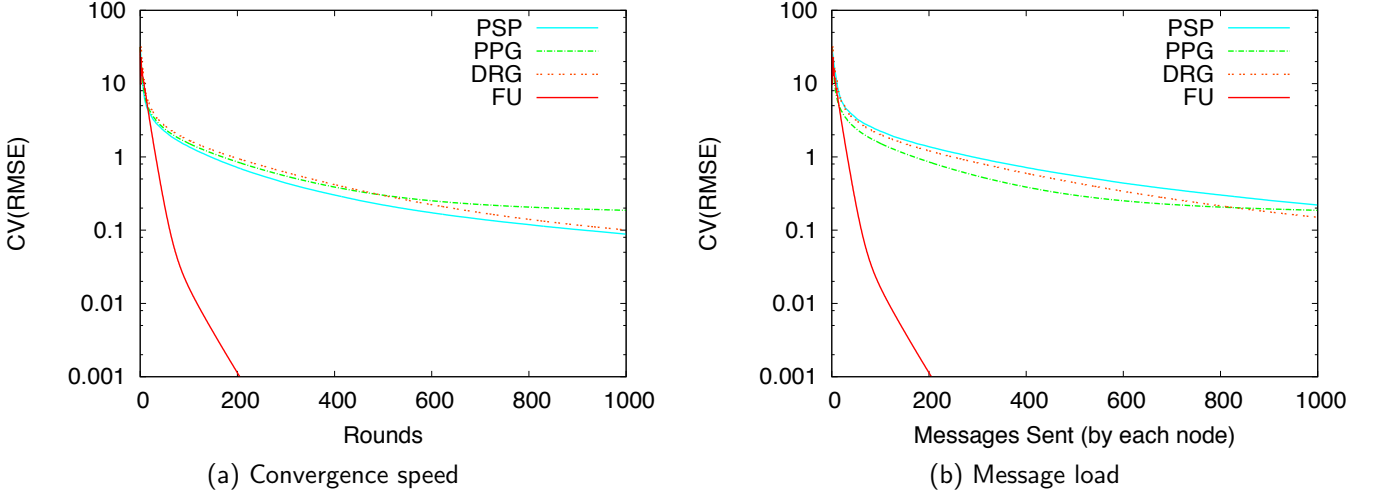 100
10
1
0.1
0.01
0.001
CV(RMSE)
0 200 400 600 800 1000
Rounds
PSP
PPG
DRG
FU
(a) Convergence speed
100
10
1
0.1
0.01
0.001
CV(RMSE)
0 200 400 600 800 1000
Messages Sent (by each node)
PSP
PPG
DRG
FU
(b) Message load